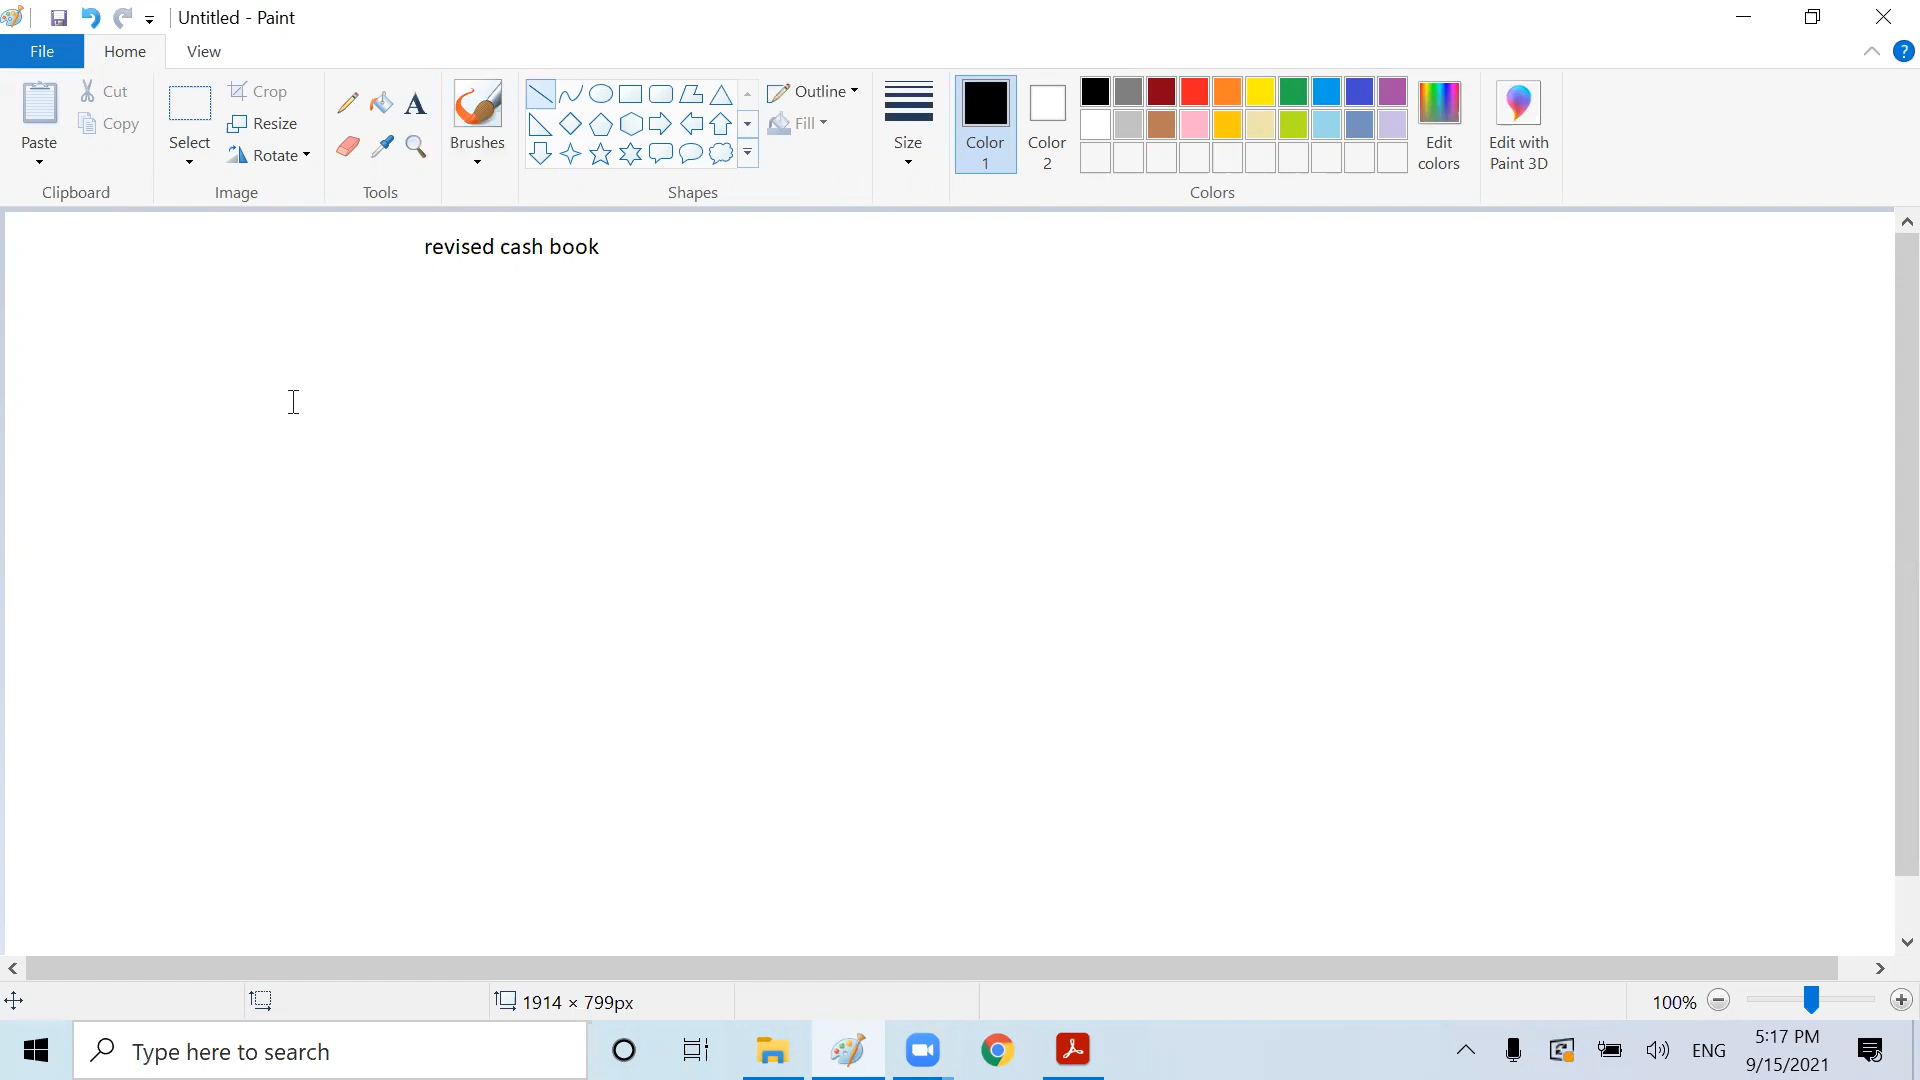 Untitled - Paint
File
Home
View
Paste
Cut
Copy
Clipboard
Select
Crop
Resize
Rotate
Image
A
Tools
Brushes
Shapes
Outline
Fill
Size
Color
1
Color
2
Colors
Edit
colors
Edit with
Paint 3D
?
revised cash book
1914 × 799px
100%
Type here to search
ENG
5:17 PM
9/15/2021